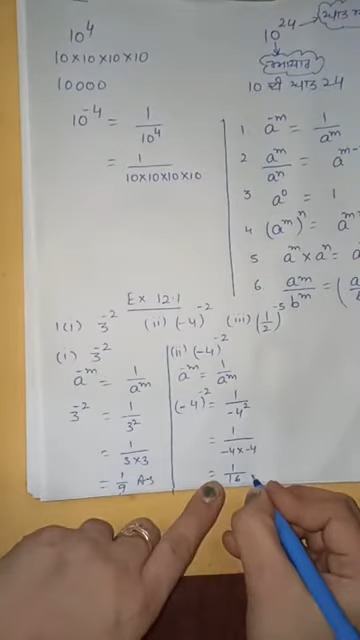 10⁴
10×10×10×10
10000
10⁻⁴ = 1/10⁴
= 1/10×10×10×10
10²⁴ → ਘਾਤ
↓
ਆਧਾਰ
10 ਦੀ ਘਾਤ 24
1. a⁻ᵐ = 1/aᵐ
2 aᵐ/aⁿ = aᵐ⁻
3 a⁰ = 1
4 (aᵐ)ⁿ = aᵐ
5 aᵐ × aⁿ = a
6 aᵐ/bᵐ = (a
Ex 12.1
1(i) 3⁻² (ii) (-4)⁻² (iii) (1/2)⁻⁵
(i) 3⁻²
a⁻ᵐ = 1/aᵐ
3⁻² = 1/3²
= 1/3×3
= 1/9 Ans
(ii) (-4)⁻²
a⁻ᵐ = 1/aᵐ
(-4)⁻² = 1/-4²
= 1/-4×-4
= 1/16